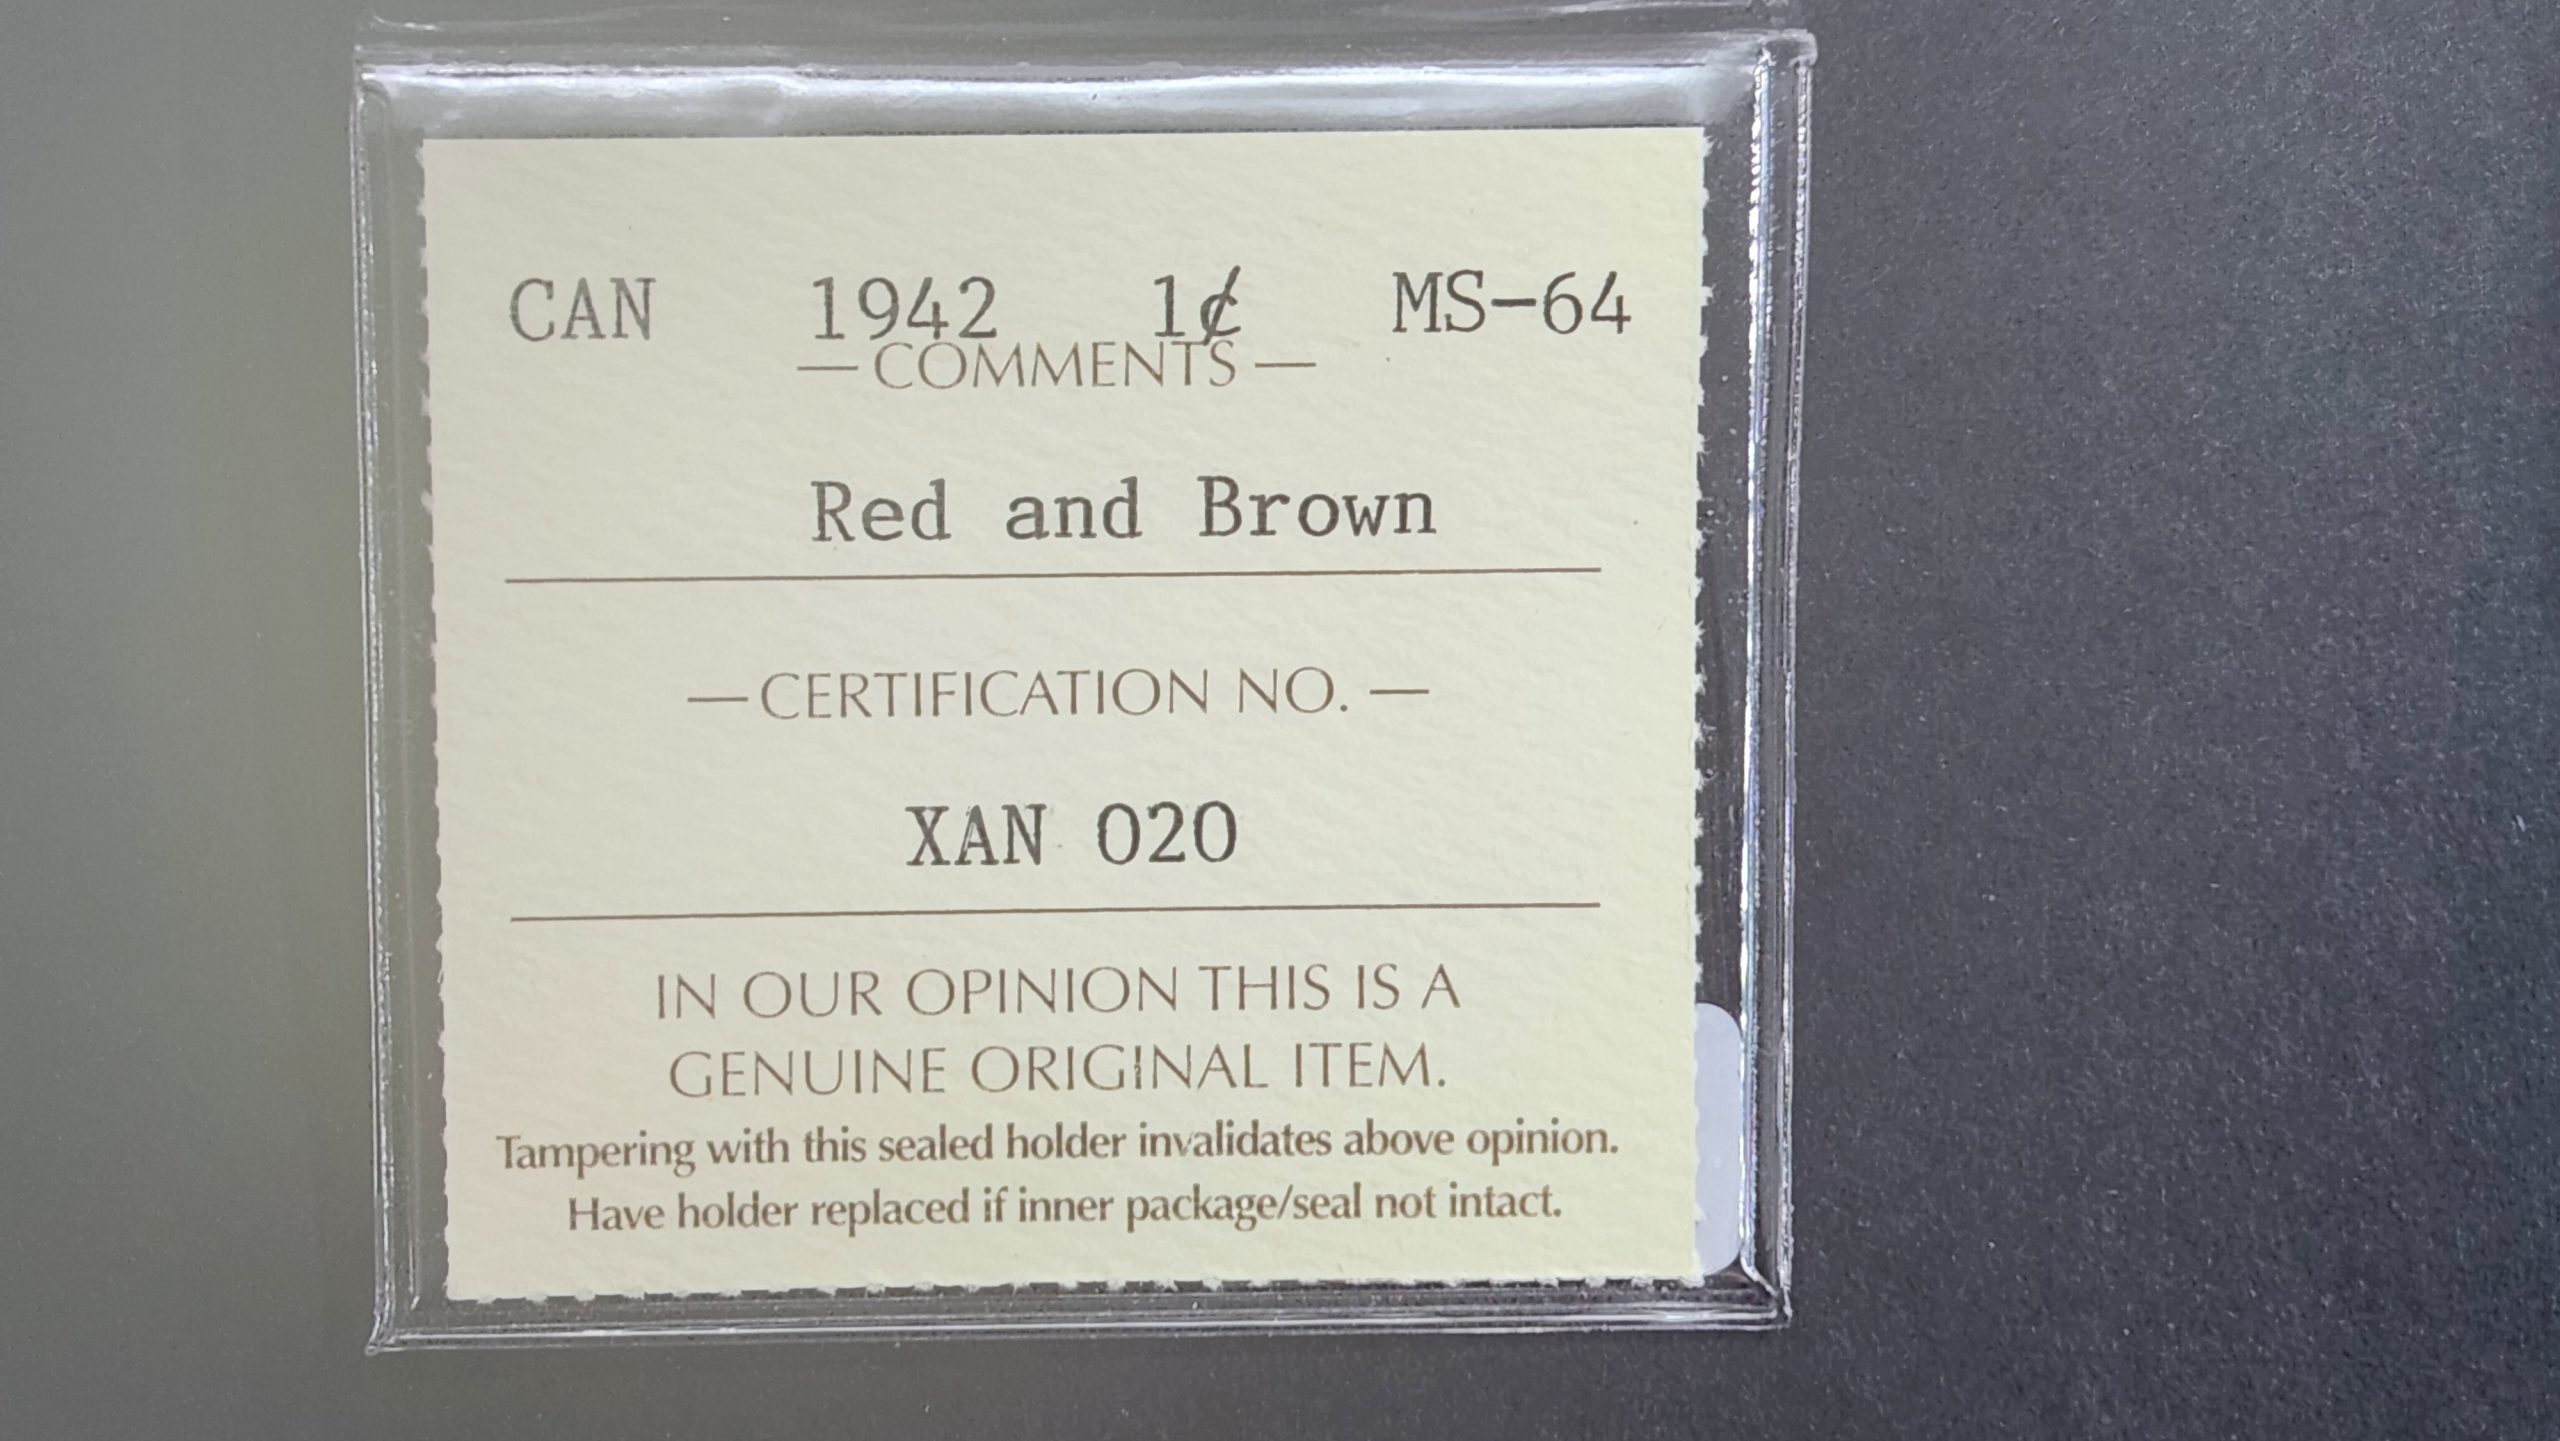 CAN 1942 1¢ MS-64
— COMMENTS —
Red and Brown
— CERTIFICATION NO. —
XAN 020
IN OUR OPINION THIS IS A
GENUINE ORIGINAL ITEM.
Tampering with this sealed holder invalidates above opinion.
Have holder replaced if inner package/seal not intact.